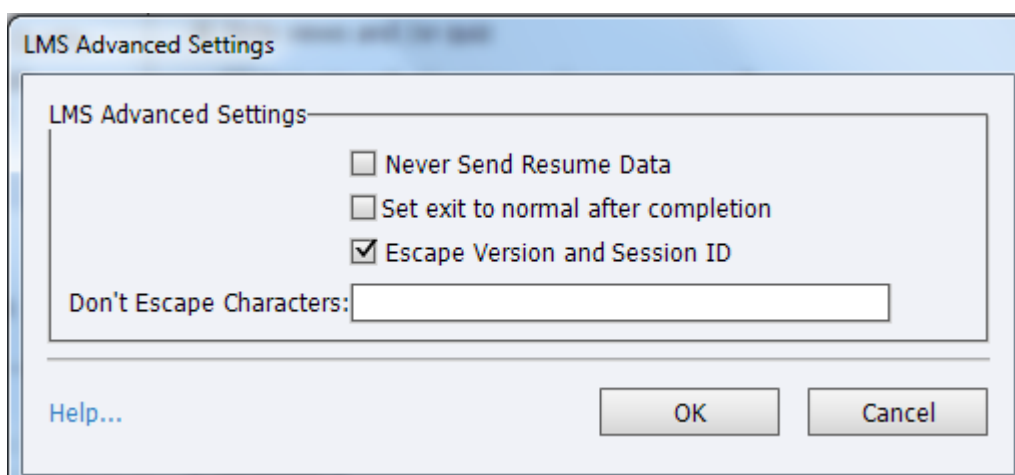 LMS Advanced Settings
LMS Advanced Settings
Never Send Resume Data
Set exit to normal after completion
Escape Version and Session ID
Don't Escape Characters:
Help...
OK
Cancel